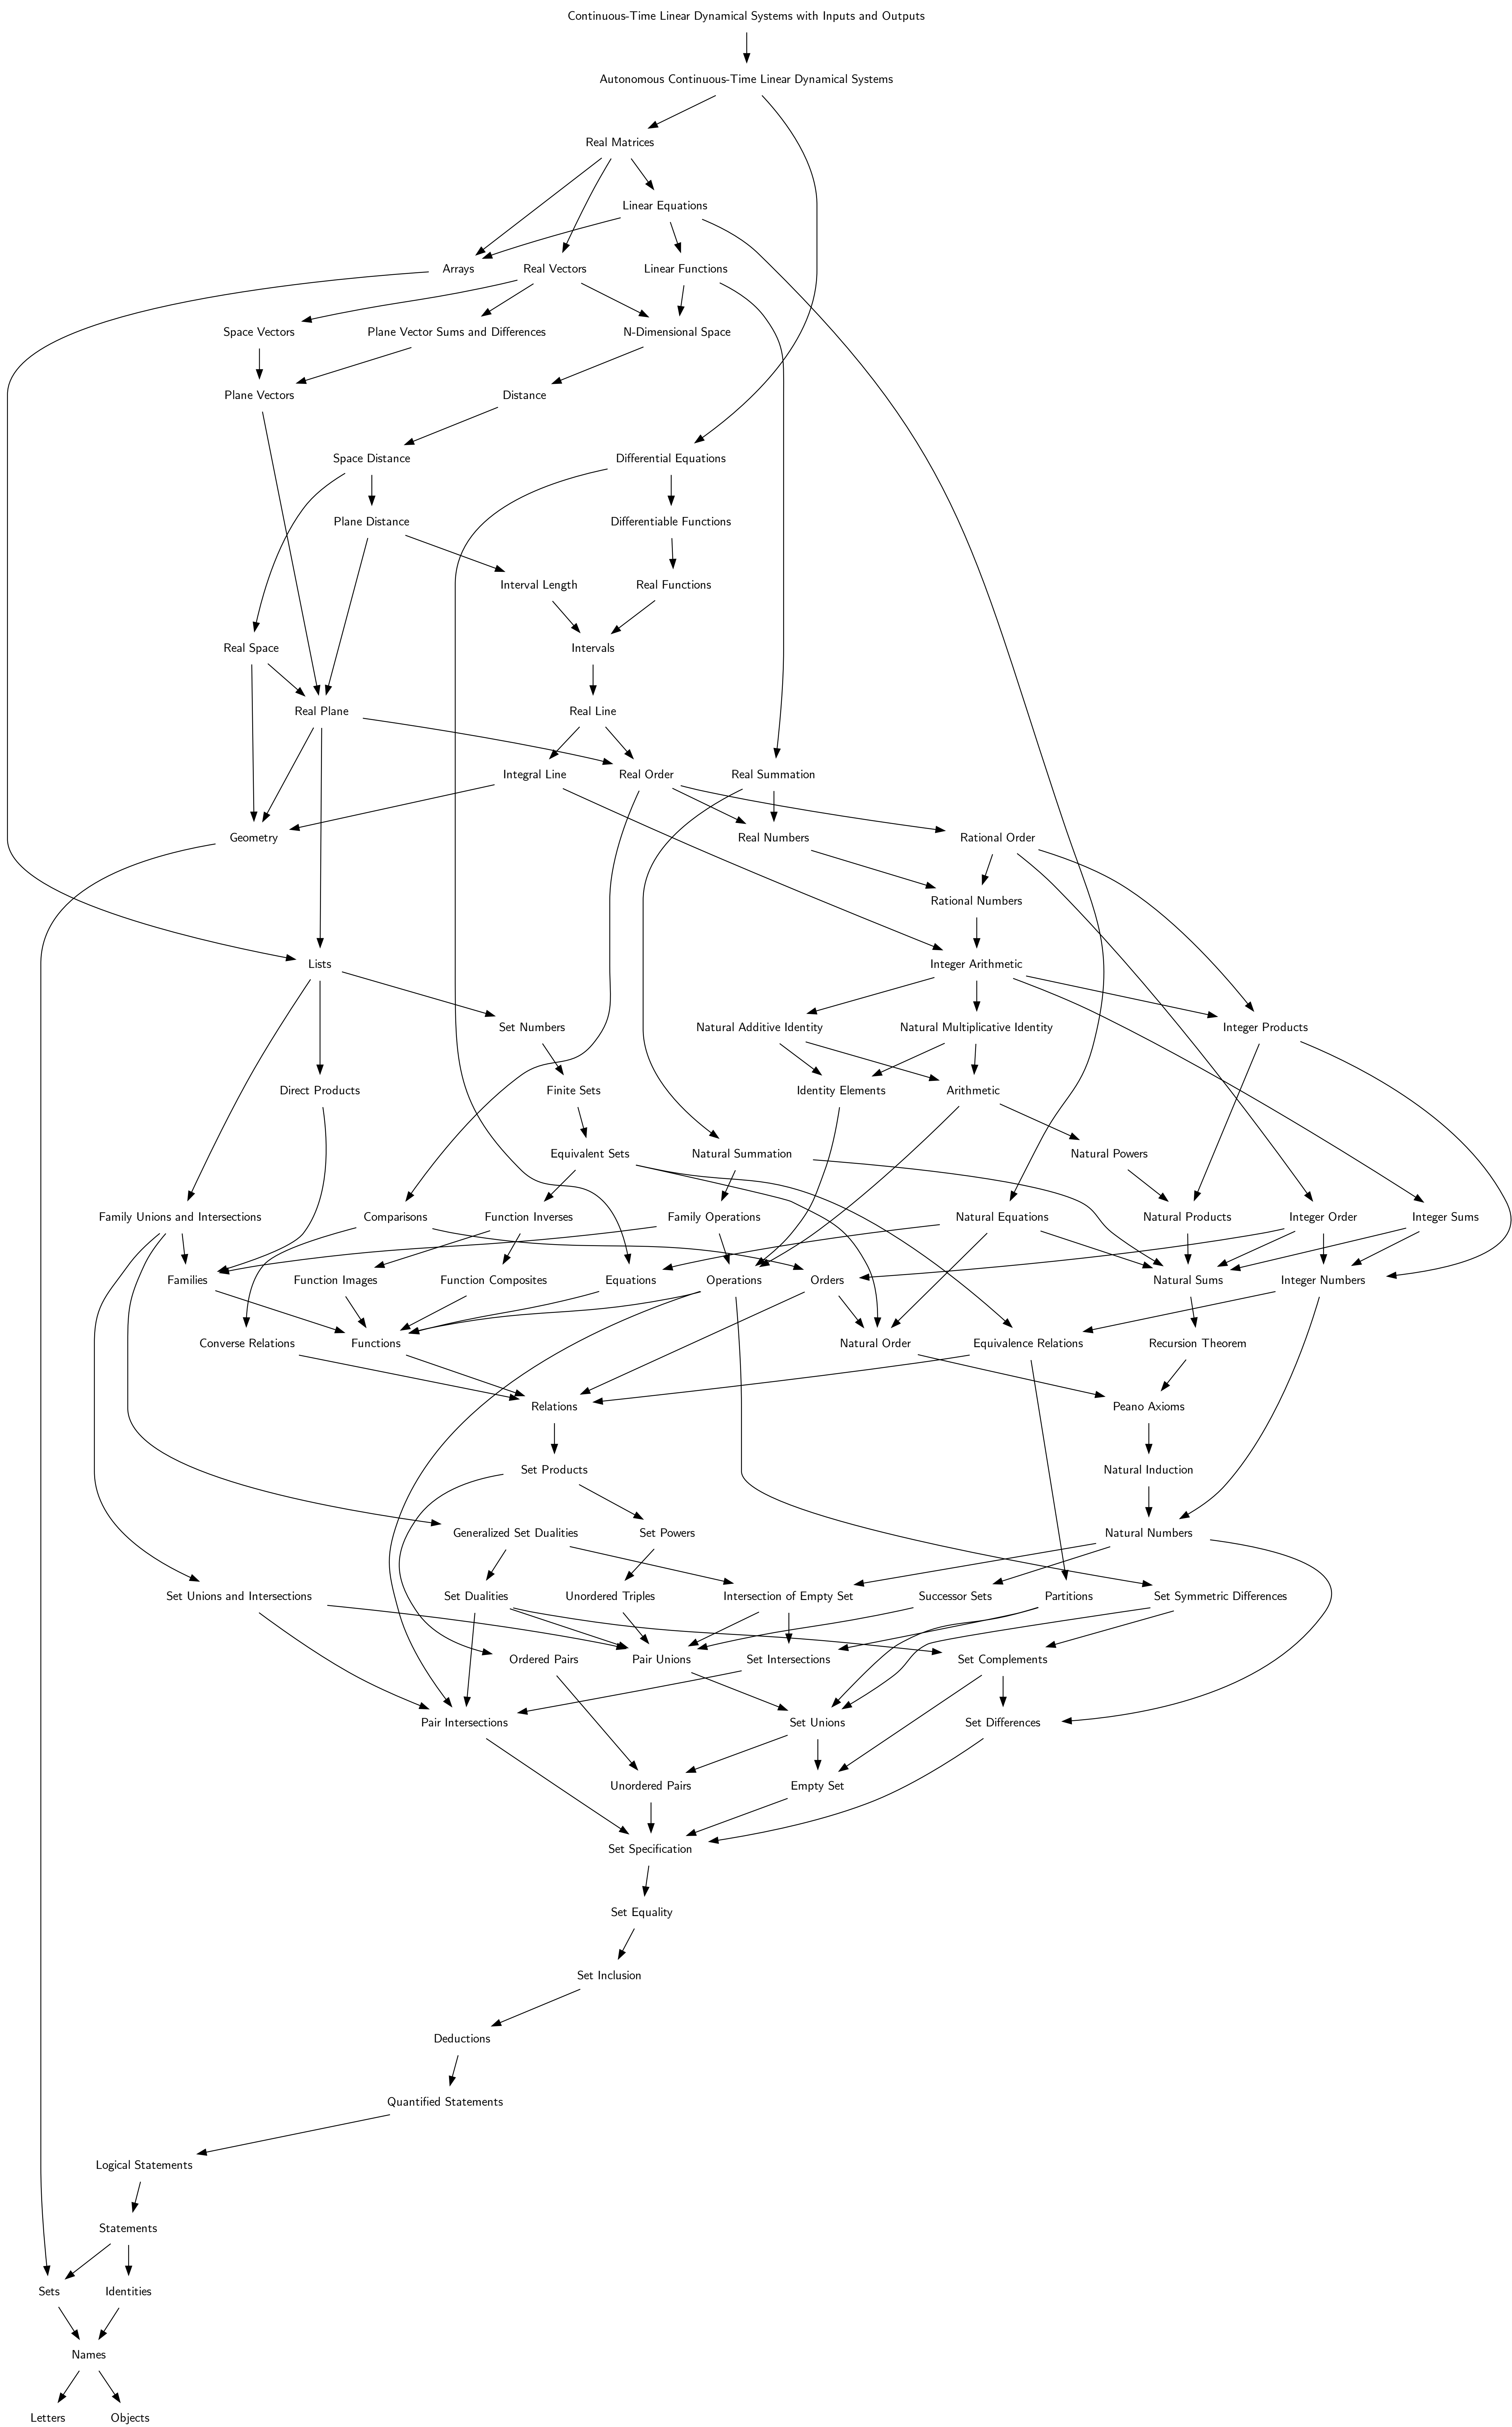 Continuous-Time Linear Dynamical Systems with Inputs and Outputs
Autonomous Continuous-Time Linear Dynamical Systems
Real Matrices
Linear Equations
Arrays
Real Vectors
Linear Functions
Space Vectors
Plane Vector Sums and Differences
N-Dimensional Space
Plane Vectors
Distance
Space Distance
Differential Equations
Plane Distance
Differentiable Functions
Interval Length
Real Functions
Real Space
Intervals
Real Plane
Real Line
Integral Line
Real Order
Real Summation
Geometry
Real Numbers
Rational Order
Rational Numbers
Lists
Integer Arithmetic
Set Numbers
Natural Additive Identity
Natural Multiplicative Identity
Integer Products
Direct Products
Finite Sets
Identity Elements
Arithmetic
Equivalent Sets
Natural Summation
Natural Powers
Family Unions and Intersections
Comparisons
Function Inverses
Family Operations
Natural Equations
Natural Products
Integer Order
Integer Sums
Families
Function Images
Function Composites
Equations
Operations
Orders
Natural Sums
Integer Numbers
Converse Relations
Functions
Natural Order
Equivalence Relations
Recursion Theorem
Relations
Peano Axioms
Set Products
Natural Induction
Generalized Set Dualities
Set Powers
Natural Numbers
Set Unions and Intersections
Set Dualities
Unordered Triples
Intersection of Empty Set
Successor Sets
Partitions
Set Symmetric Differences
Ordered Pairs
Pair Unions
Set Intersections
Set Complements
Pair Intersections
Set Unions
Set Differences
Unordered Pairs
Empty Set
Set Specification
Set Equality
Set Inclusion
Deductions
Quantified Statements
Logical Statements
Statements
Sets
Identities
Names
Letters
Objects